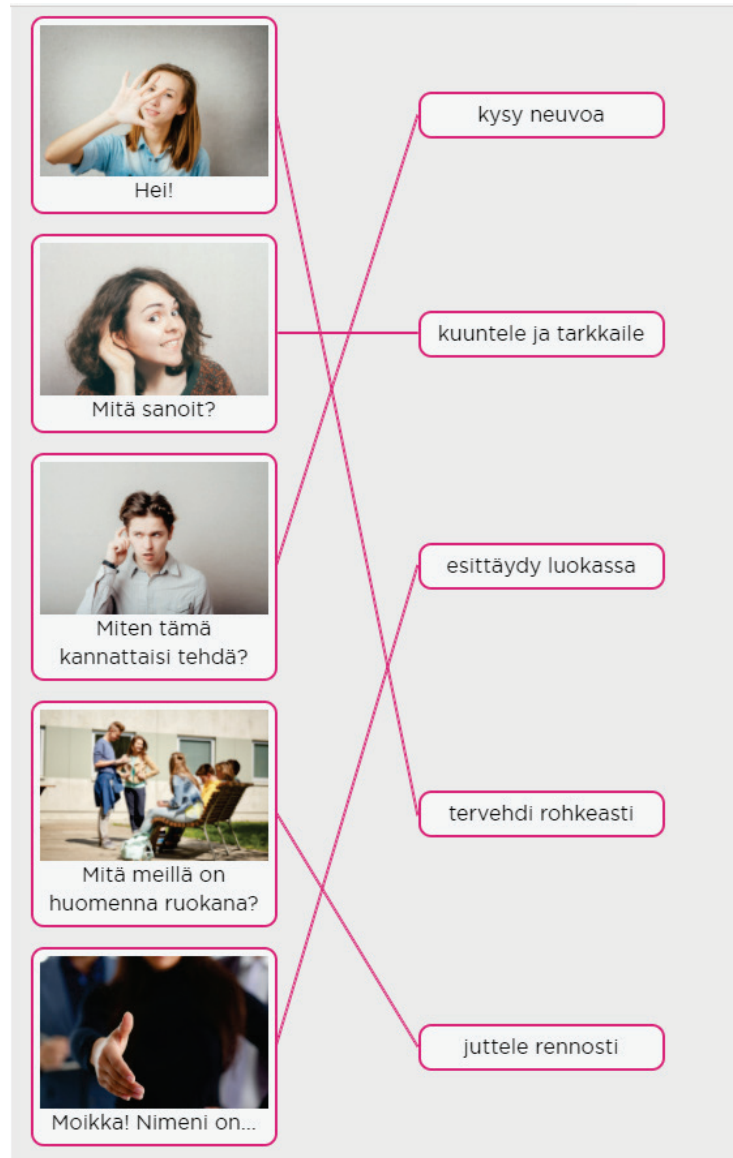 Hei!
Mitä sanoit?
Miten tämä
kannattaisi tehdä?
Mitä meillä on
huomenna ruokana?
Moikka! Nimeni on...
kysy neuvoa
kuuntele ja tarkkaile
esittäydy luokassa
tervehdi rohkeasti
juttele rennosti